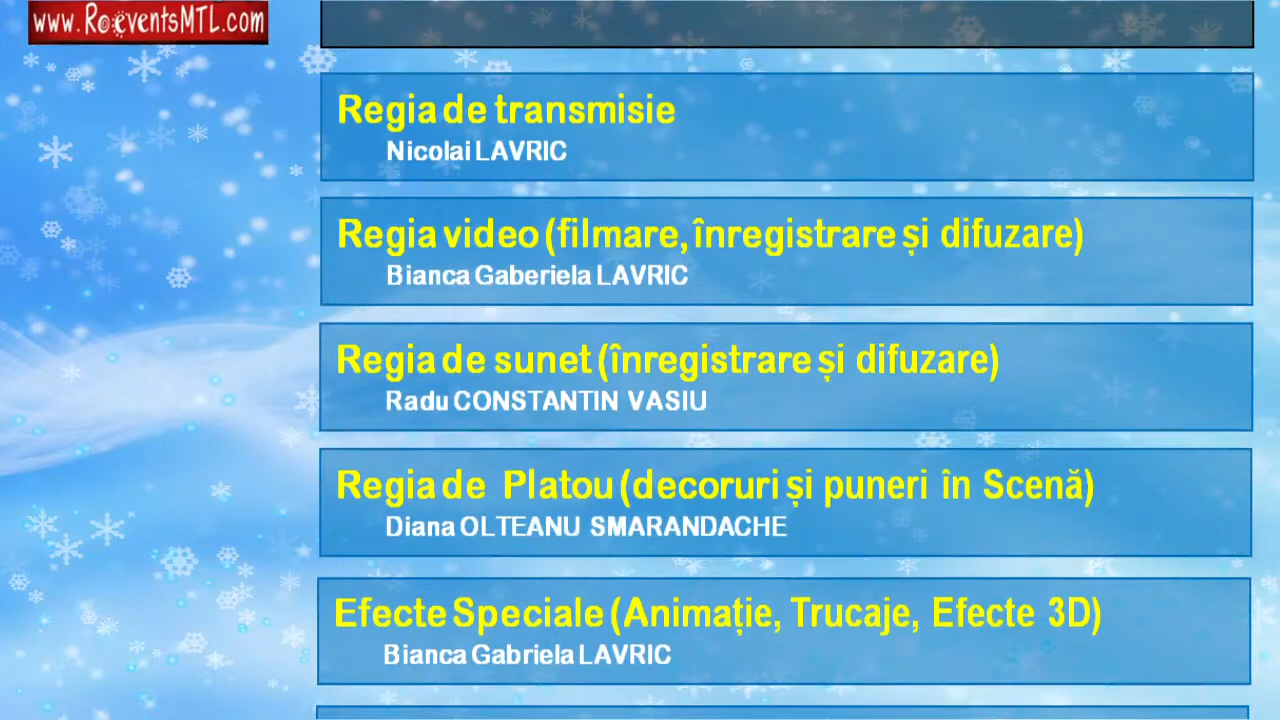 www.RoeventsMTL.com
Regia de transmisie
Nicolai LAVRIC
Regia video (filmare, înregistrare și difuzare)
Bianca Gaberiela LAVRIC
Regia de sunet (înregistrare și difuzare)
Radu CONSTANTIN VASIU
Regia de Platou (decoruri și puneri în Scenă)
Diana OLTEANU SMARANDACHE
Efecte Speciale (Animație, Trucaje, Efecte 3D)
Bianca Gabriela LAVRIC